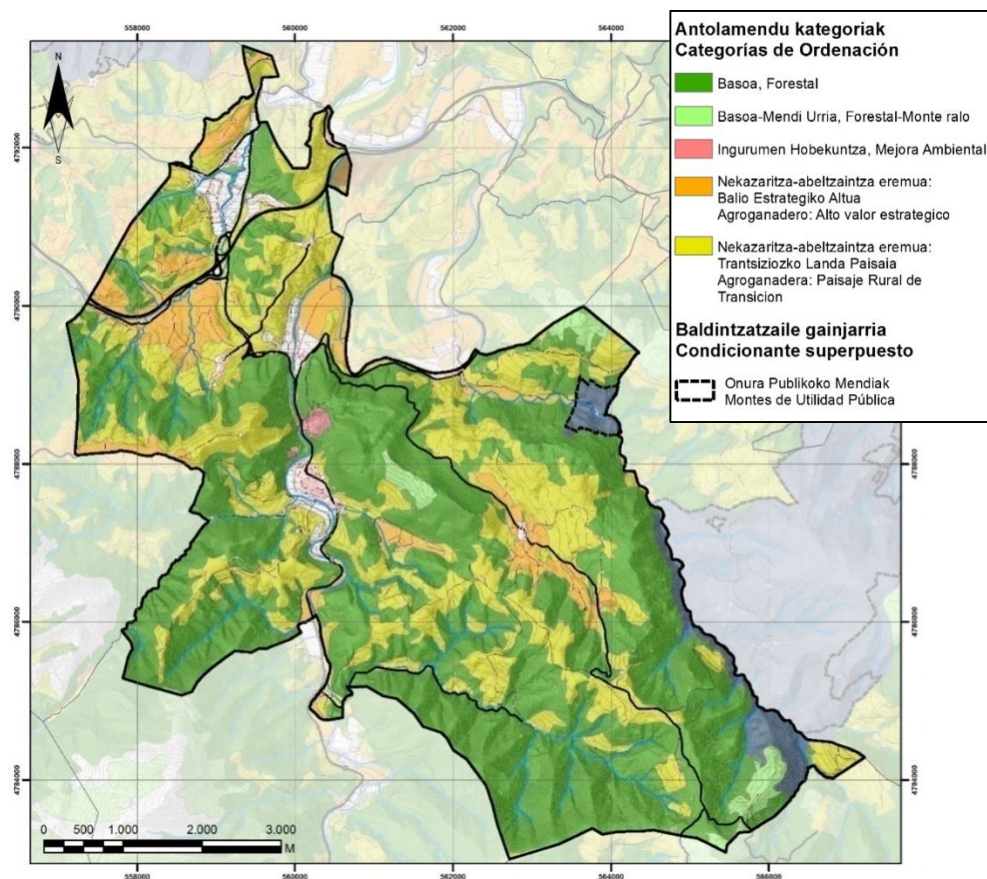 558000
560000
562000
564000
N
S
4792000
4790000
4788000
4788000
4786000
4786000
4784000
4784000
Antolamendu kategoriak
Categorías de Ordenación
Basoa, Forestal
Basoa-Mendi Urria, Forestal-Monte ralo
Ingurumen Hobekuntza, Mejora Ambiental
Nekazaritza-abeltzaintza eremua:
Balio Estrategiko Altua
Agroganadero: Alto valor estrategico
Nekazaritza-abeltzaintza eremua:
Trantsiziozko Landa Paisaia
Agroganadera: Paisaje Rural de
Transicion
Baldintzatzaile gainjarria
Condicionante superpuesto
Onura Publikoko Mendiak
Montes de Utilidad Pública
0 500 1.000 2.000 3.000
M
558000
560000
562000
564000
566000